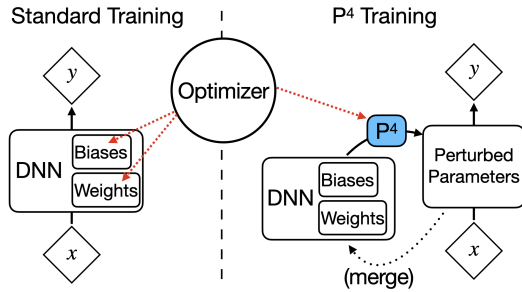 Standard Training
P⁴ Training
y
Optimizer
Biases
DNN
Weights
x
y
P⁴
Perturbed
Parameters
Biases
DNN
Weights
x
(merge)